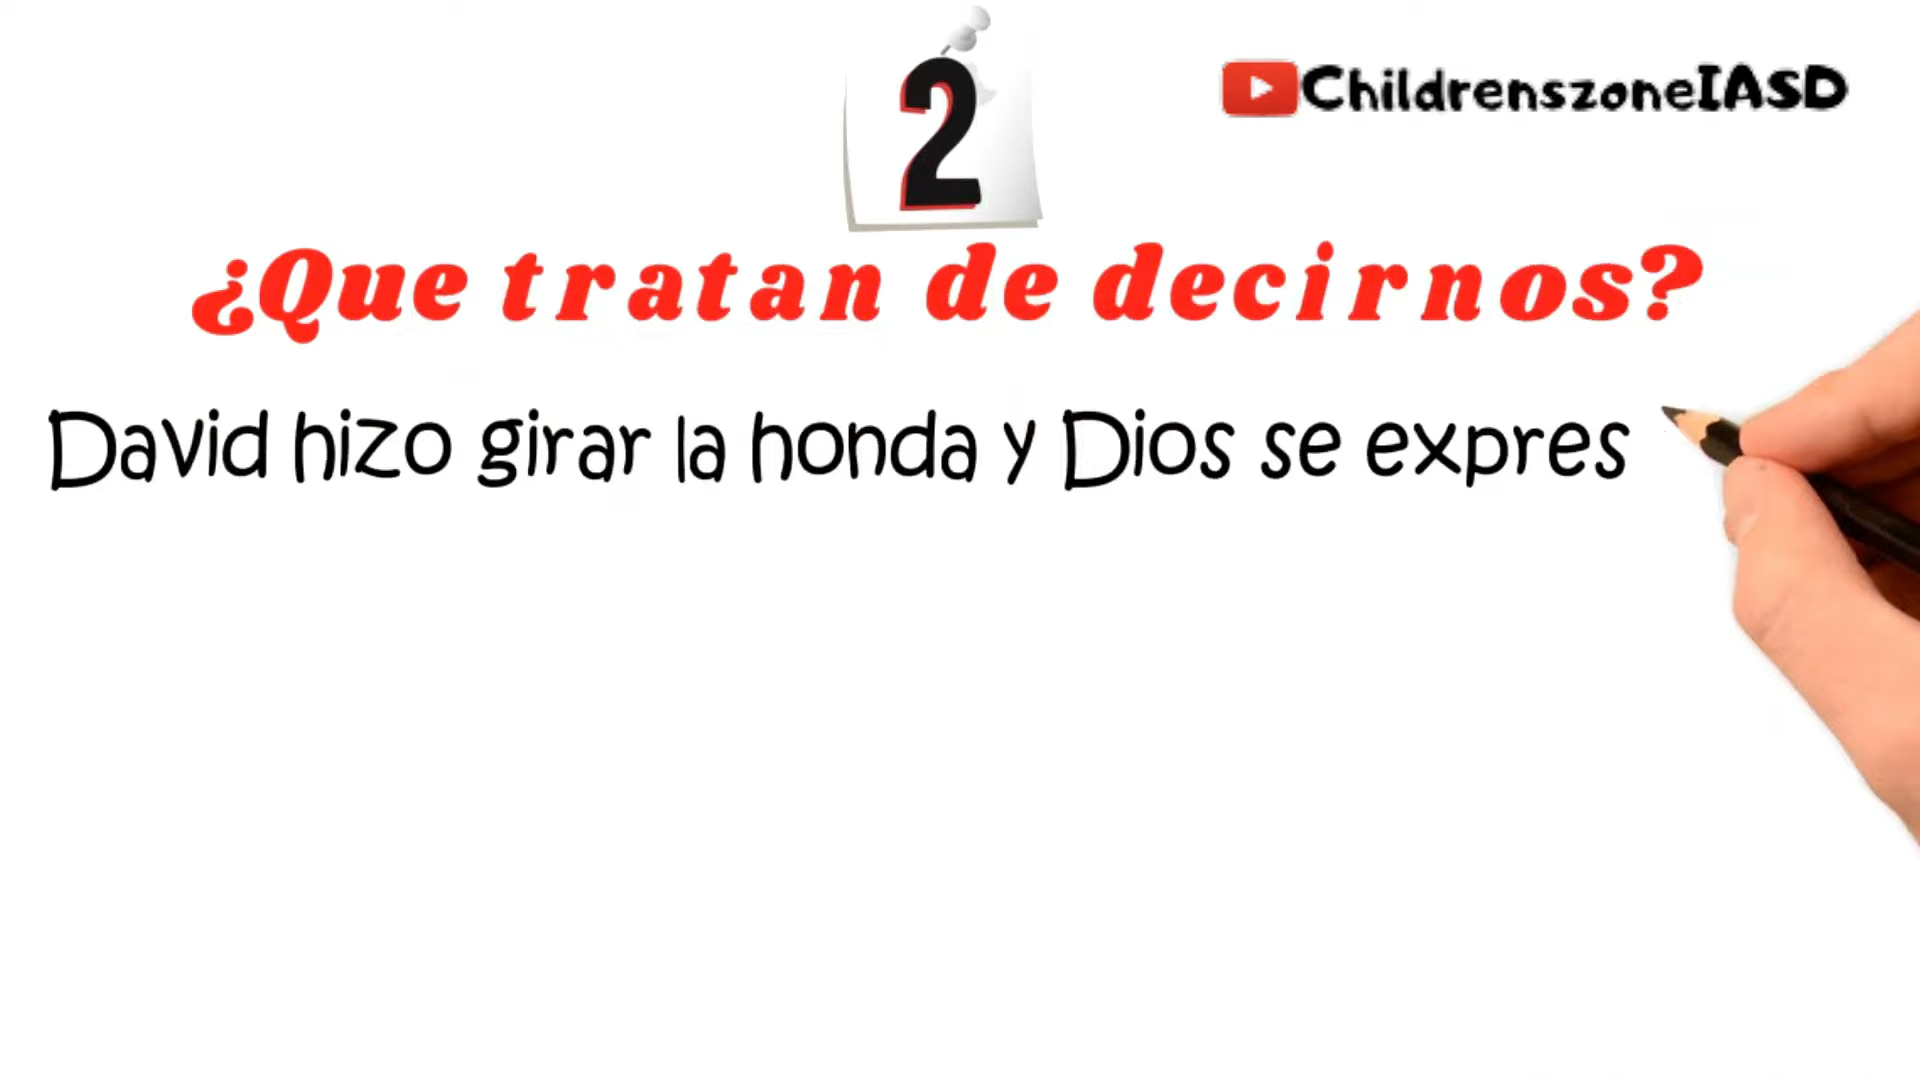 2
ChildrenszoneIASD
¿Que tratan de decirnos?
David hizo girar la honda y Dios se expres